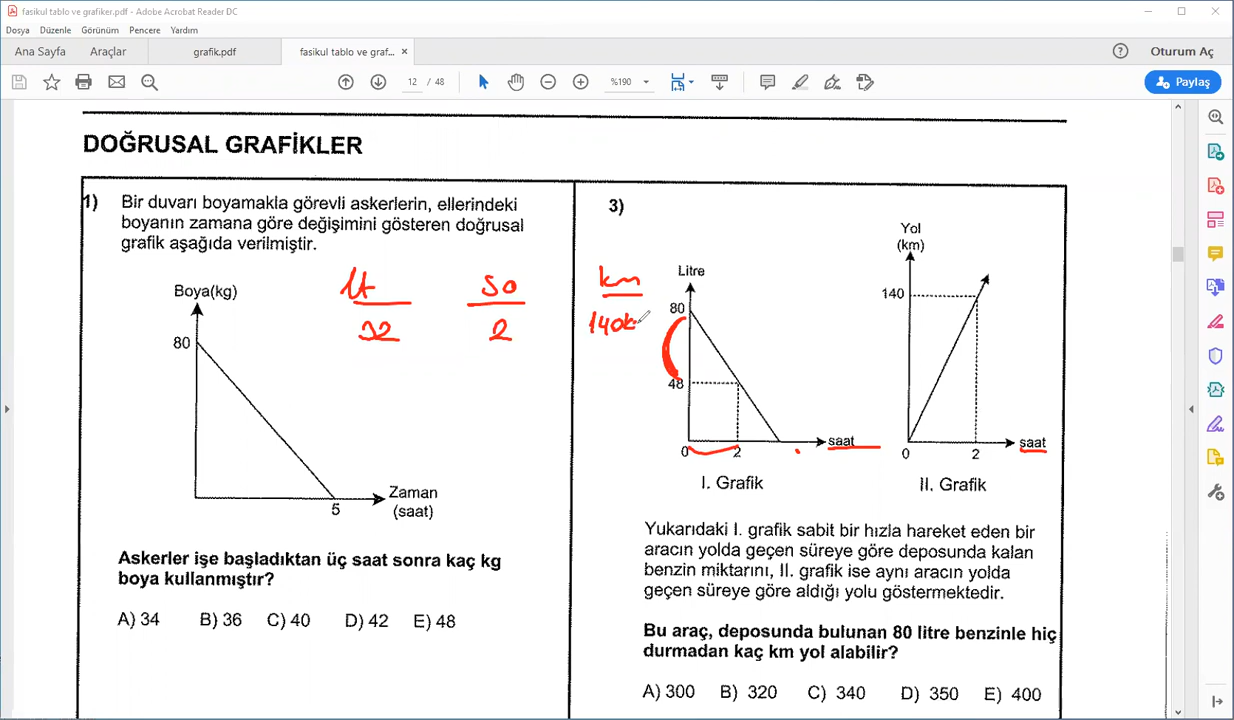 fasikul tablo ve grafiker.pdf - Adobe Acrobat Reader DC
Dosya Düzenle Görünüm Pencere Yardım
Ana Sayfa Araçlar grafik.pdf fasikul tablo ve graf... × Oturum Aç
12 / 48 %190 Paylaş
DOĞRUSAL GRAFİKLER
1) Bir duvarı boyamakla görevli askerlerin, ellerindeki
boyanın zamana göre değişimini gösteren doğrusal
grafik aşağıda verilmiştir.
Boya(kg)
80
5
Zaman
(saat)
lt so km
32 2 140k
Askerler işe başladıktan üç saat sonra kaç kg
boya kullanmıştır?
A) 34 B) 36 C) 40 D) 42 E) 48
3)
Litre
80
48
0 2 saat
I. Grafik
Yol
(km)
140
0 2 saat
II. Grafik
Yukarıdaki I. grafik sabit bir hızla hareket eden bir
aracın yolda geçen süreye göre deposunda kalan
benzin miktarını, II. grafik ise aynı aracın yolda
geçen süreye göre aldığı yolu göstermektedir.
Bu araç, deposunda bulunan 80 litre benzinle hiç
durmadan kaç km yol alabilir?
A) 300 B) 320 C) 340 D) 350 E) 400